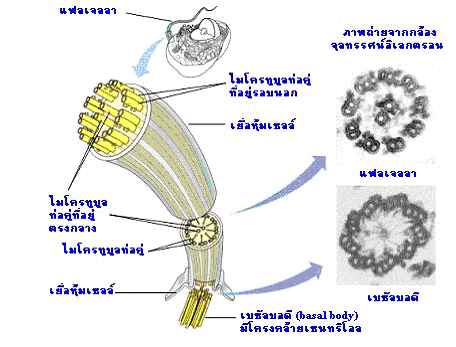 แฟลเจลลา
ภาพถ่ายจากกล้อง
จุลทรรศน์อิเลกตรอน
ไมโครทูบูลท่อคู่
ที่อยู่รอบนอก
เยื่อหุ้มเซลล์
แฟลเจลลา
ไมโครทูบูล
ท่อคู่ที่อยู่
ตรงกลาง
ไมโครทูบูลท่อคู่
เยื่อหุ้มเซลล์
เบซัลบอดี
เบซัลบอดี (basal body)
มีโครงคล้ายเซนทริโอล